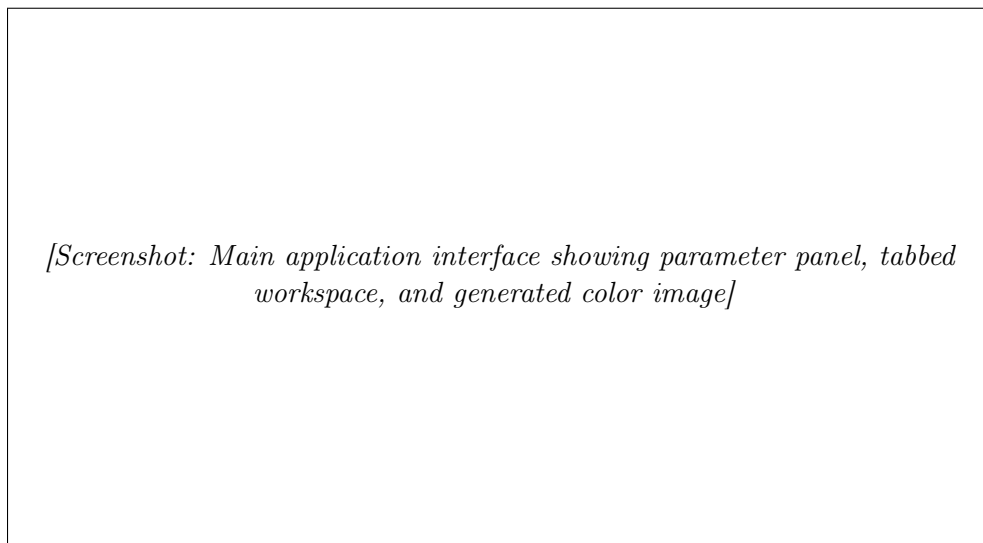 [Screenshot: Main application interface showing parameter panel, tabbed
workspace, and generated color image]